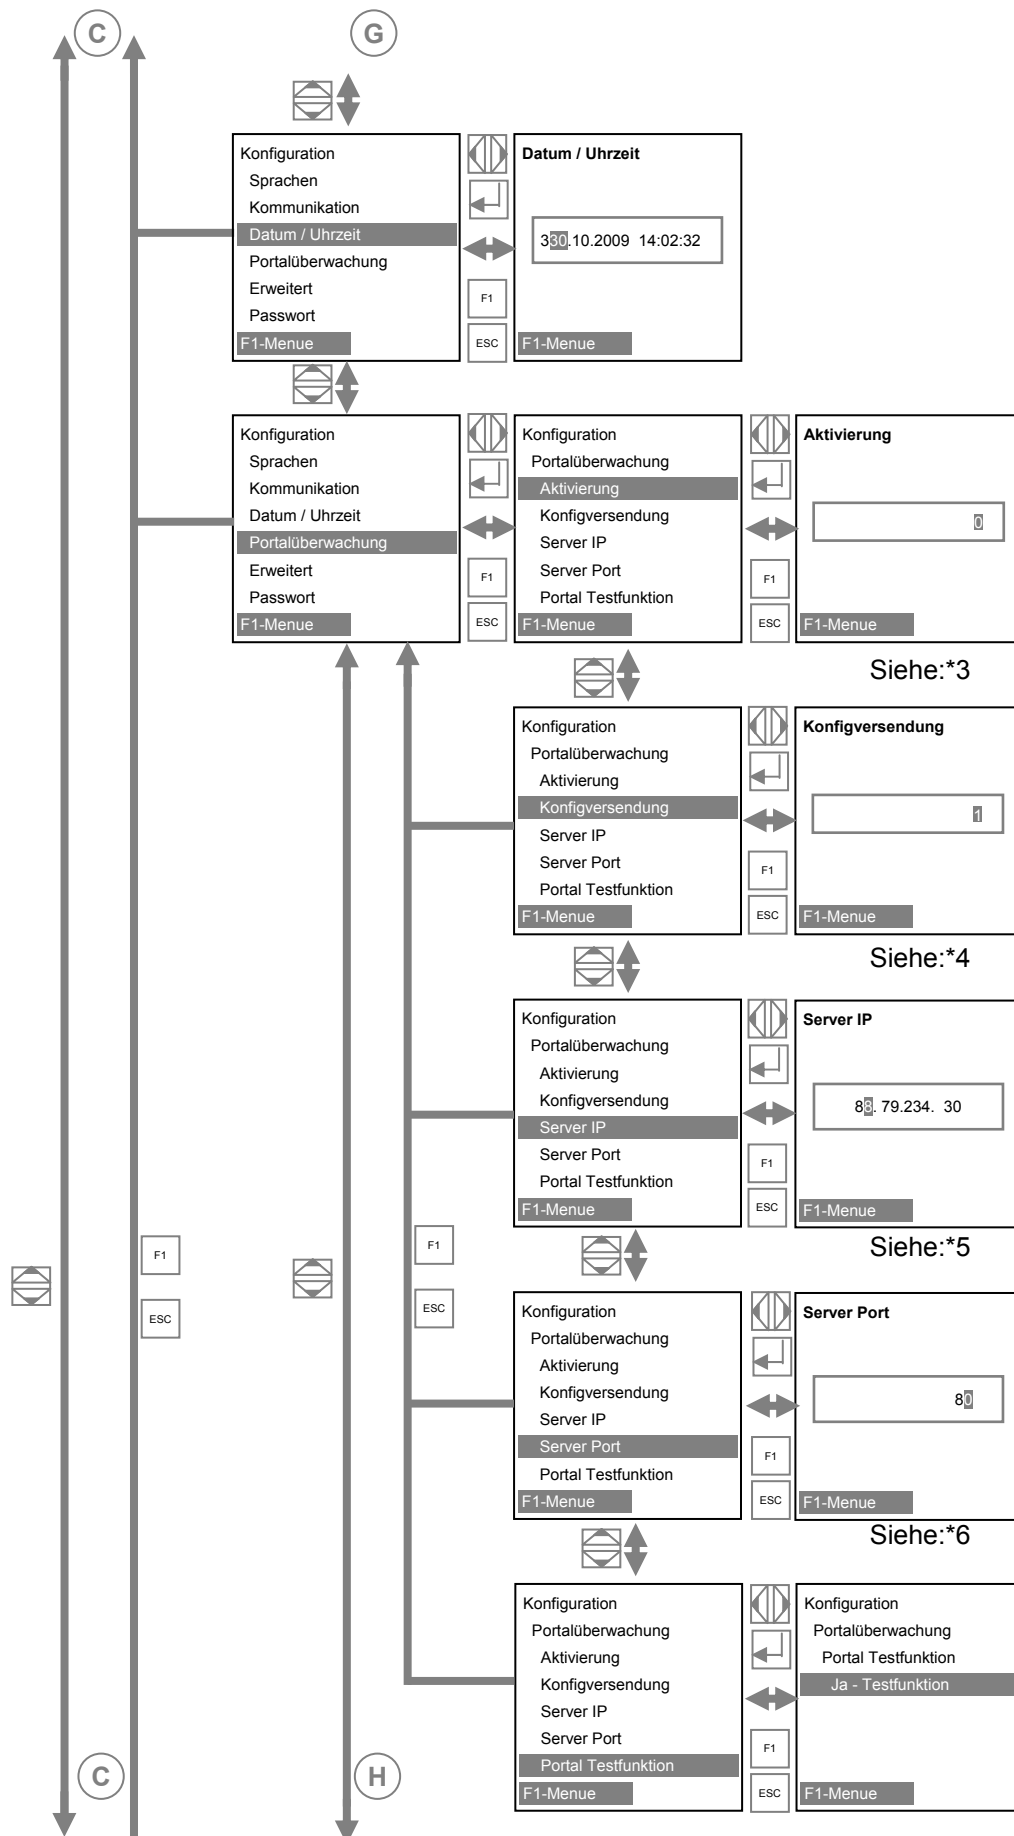 C
G
Konfiguration
Sprachen
Kommunikation
Datum / Uhrzeit
Portalüberwachung
Erweitert
Passwort
F1-Menue
F1
ESC
Datum / Uhrzeit
330.10.2009 14:02:32
F1-Menue
Konfiguration
Sprachen
Kommunikation
Datum / Uhrzeit
Portalüberwachung
Erweitert
Passwort
F1-Menue
F1
ESC
Konfiguration
Portalüberwachung
Aktivierung
Konfigversendung
Server IP
Server Port
Portal Testfunktion
F1-Menue
F1
ESC
Aktivierung
0
F1-Menue
Siehe:*3
Konfiguration
Portalüberwachung
Aktivierung
Konfigversendung
Server IP
Server Port
Portal Testfunktion
F1-Menue
F1
ESC
Konfigversendung
1
F1-Menue
Siehe:*4
Konfiguration
Portalüberwachung
Aktivierung
Konfigversendung
Server IP
Server Port
Portal Testfunktion
F1-Menue
F1
ESC
Server IP
88. 79.234. 30
F1-Menue
Siehe:*5
F1
ESC
F1
ESC
Konfiguration
Portalüberwachung
Aktivierung
Konfigversendung
Server IP
Server Port
Portal Testfunktion
F1-Menue
F1
ESC
Server Port
80
F1-Menue
Siehe:*6
Konfiguration
Portalüberwachung
Aktivierung
Konfigversendung
Server IP
Server Port
Portal Testfunktion
F1-Menue
F1
ESC
Konfiguration
Portalüberwachung
Portal Testfunktion
Ja - Testfunktion
F1-Menue
C
H